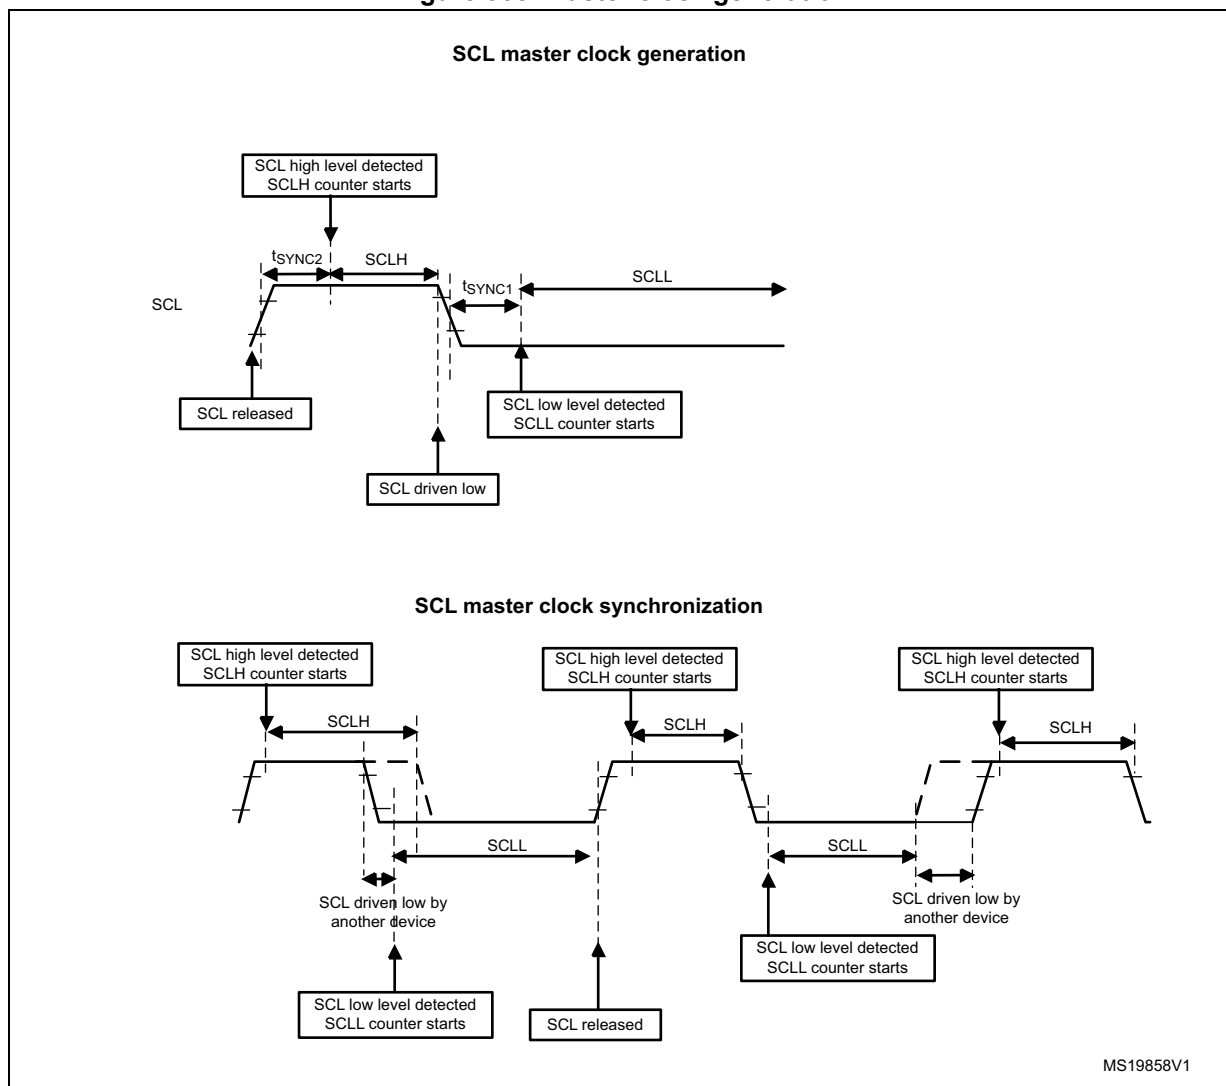 SCL master clock generation
SCL high level detected
SCLH counter starts
tSYNC2
SCLH
tSYNC1
SCLL
SCL
SCL released
SCL low level detected
SCLL counter starts
SCL driven low
SCL master clock synchronization
SCL high level detected
SCLH counter starts
SCL high level detected
SCLH counter starts
SCL high level detected
SCLH counter starts
SCLH
SCLH
SCLH
SCLL
SCLL
SCL driven low by
another device
SCL driven low by
another device
SCL low level detected
SCLL counter starts
SCL low level detected
SCLL counter starts
SCL released
MS19858V1